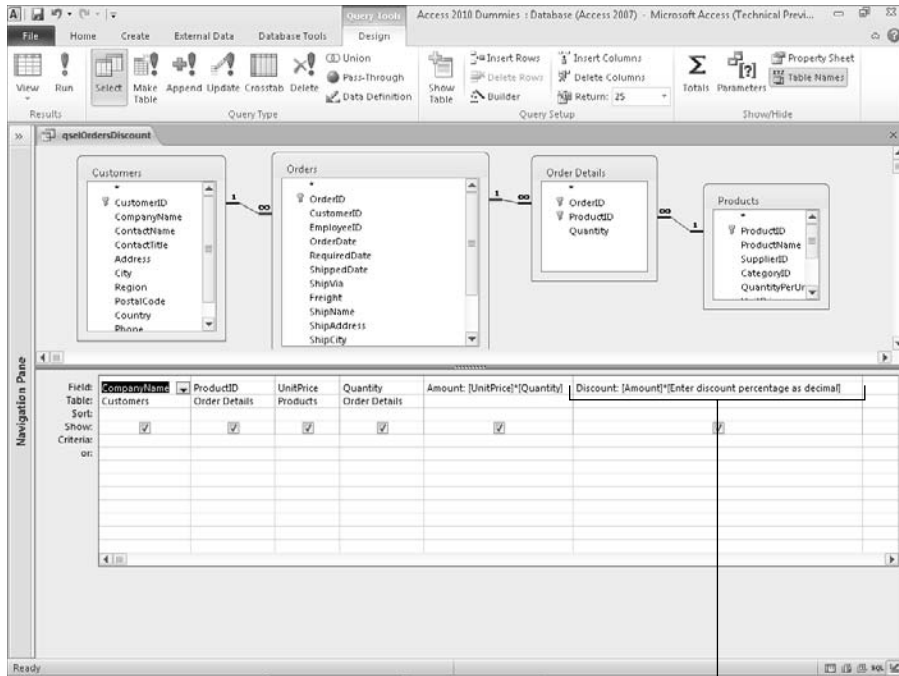 Query Tools
Access 2010 Dummies : Database (Access 2007) - Microsoft Access (Technical Previ...
File Home Create External Data Database Tools Design
View
Run
Select
Make Table
Append
Update
Crosstab
Delete
Union
Pass-Through
Data Definition
Show Table
Insert Rows
Delete Rows
Builder
Insert Columns
Delete Columns
Return: 25
Totals
Parameters
Property Sheet
Table Names
Results Query Type Query Setup Show/Hide
qselOrdersDiscount
Customers
*
CustomerID
CompanyName
ContactName
ContactTitle
Address
City
Region
PostalCode
Country
Phone
1 ∞
Orders
*
OrderID
CustomerID
EmployeeID
OrderDate
RequiredDate
ShippedDate
ShipVia
Freight
ShipName
ShipAddress
ShipCity
1 ∞
Order Details
*
OrderID
ProductID
Quantity
∞ 1
Products
*
ProductID
ProductName
SupplierID
CategoryID
QuantityPerUr
Navigation Pane
Field: CompanyName ProductID UnitPrice Quantity Amount: [UnitPrice]*[Quantity] Discount: [Amount]*[Enter discount percentage as decimal]
Table: Customers Order Details Products Order Details
Sort:
Show:
Criteria:
or:
Ready
SQL